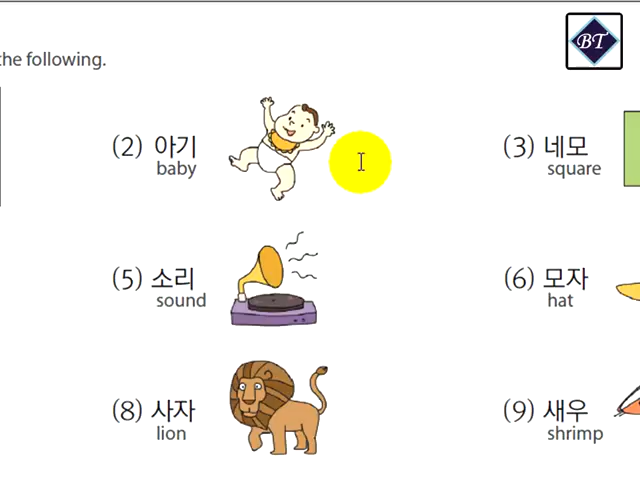 BT
the following.
(2) 아기
baby
(3) 네모
square
(5) 소리
sound
(6) 모자
hat
(8) 사자
lion
(9) 새우
shrimp